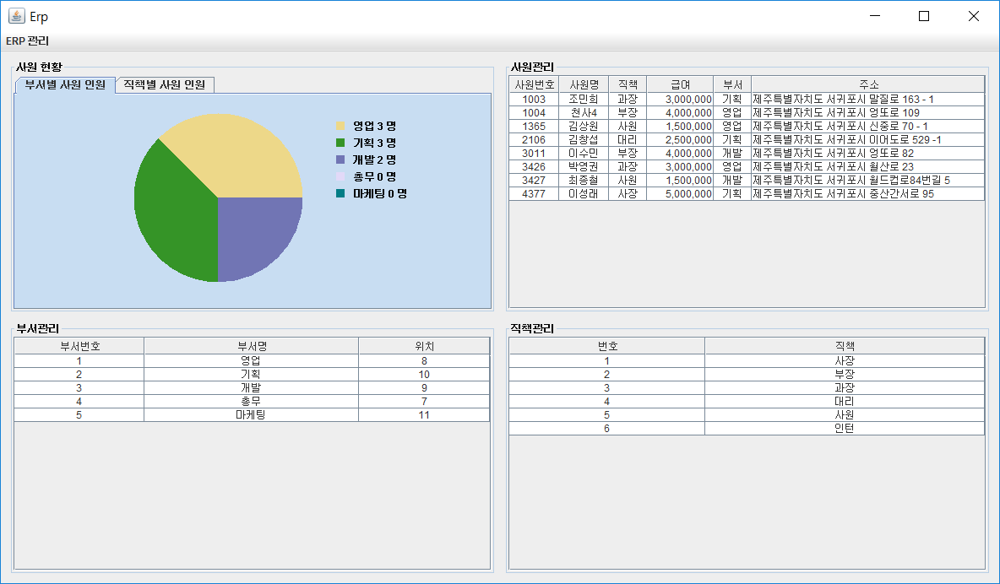 Erp
ERP 관리
사원 현황
부서별 사원 인원 직책별 사원 인원
영업 3 명
기획 3 명
개발 2 명
총무 0 명
마케팅 0 명
사원관리
사원번호 사원명 직책 급여 부서 주소
1003 조민희 과장 3,000,000 기획 제주특별자치도 서귀포시 말질로 163 - 1
1004 천사4 부장 4,000,000 영업 제주특별자치도 서귀포시 엉또로 109
1365 김상원 사원 1,500,000 영업 제주특별자치도 서귀포시 신중로 70 - 1
2106 김창섭 대리 2,500,000 기획 제주특별자치도 서귀포시 이어도로 529 -1
3011 이수민 부장 4,000,000 개발 제주특별자치도 서귀포시 엉또로 82
3426 박영권 과장 3,000,000 영업 제주특별자치도 서귀포시 월산로 23
3427 최종철 사원 1,500,000 개발 제주특별자치도 서귀포시 월드컵로84번길 5
4377 이성래 사장 5,000,000 기획 제주특별자치도 서귀포시 중산간서로 95
부서관리
부서번호 부서명 위치
1 영업 8
2 기획 10
3 개발 9
4 총무 7
5 마케팅 11
직책관리
번호 직책
1 사장
2 부장
3 과장
4 대리
5 사원
6 인턴